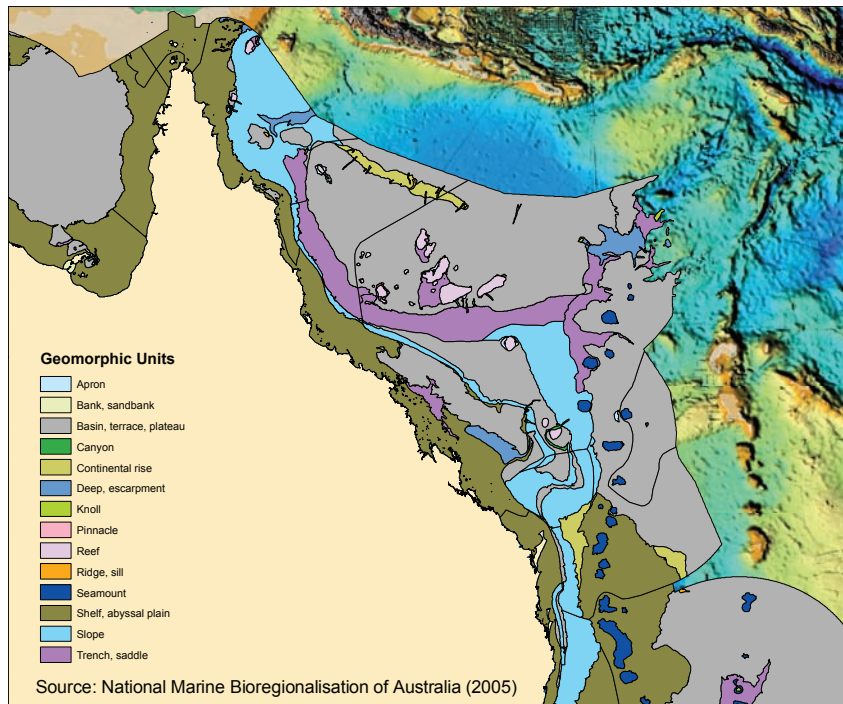 Geomorphic Units
Apron
Bank, sandbank
Basin, terrace, plateau
Canyon
Continental rise
Deep, escarpment
Knoll
Pinnacle
Reef
Ridge, sill
Seamount
Shelf, abyssal plain
Slope
Trench, saddle
Source: National Marine Bioregionalisation of Australia (2005)